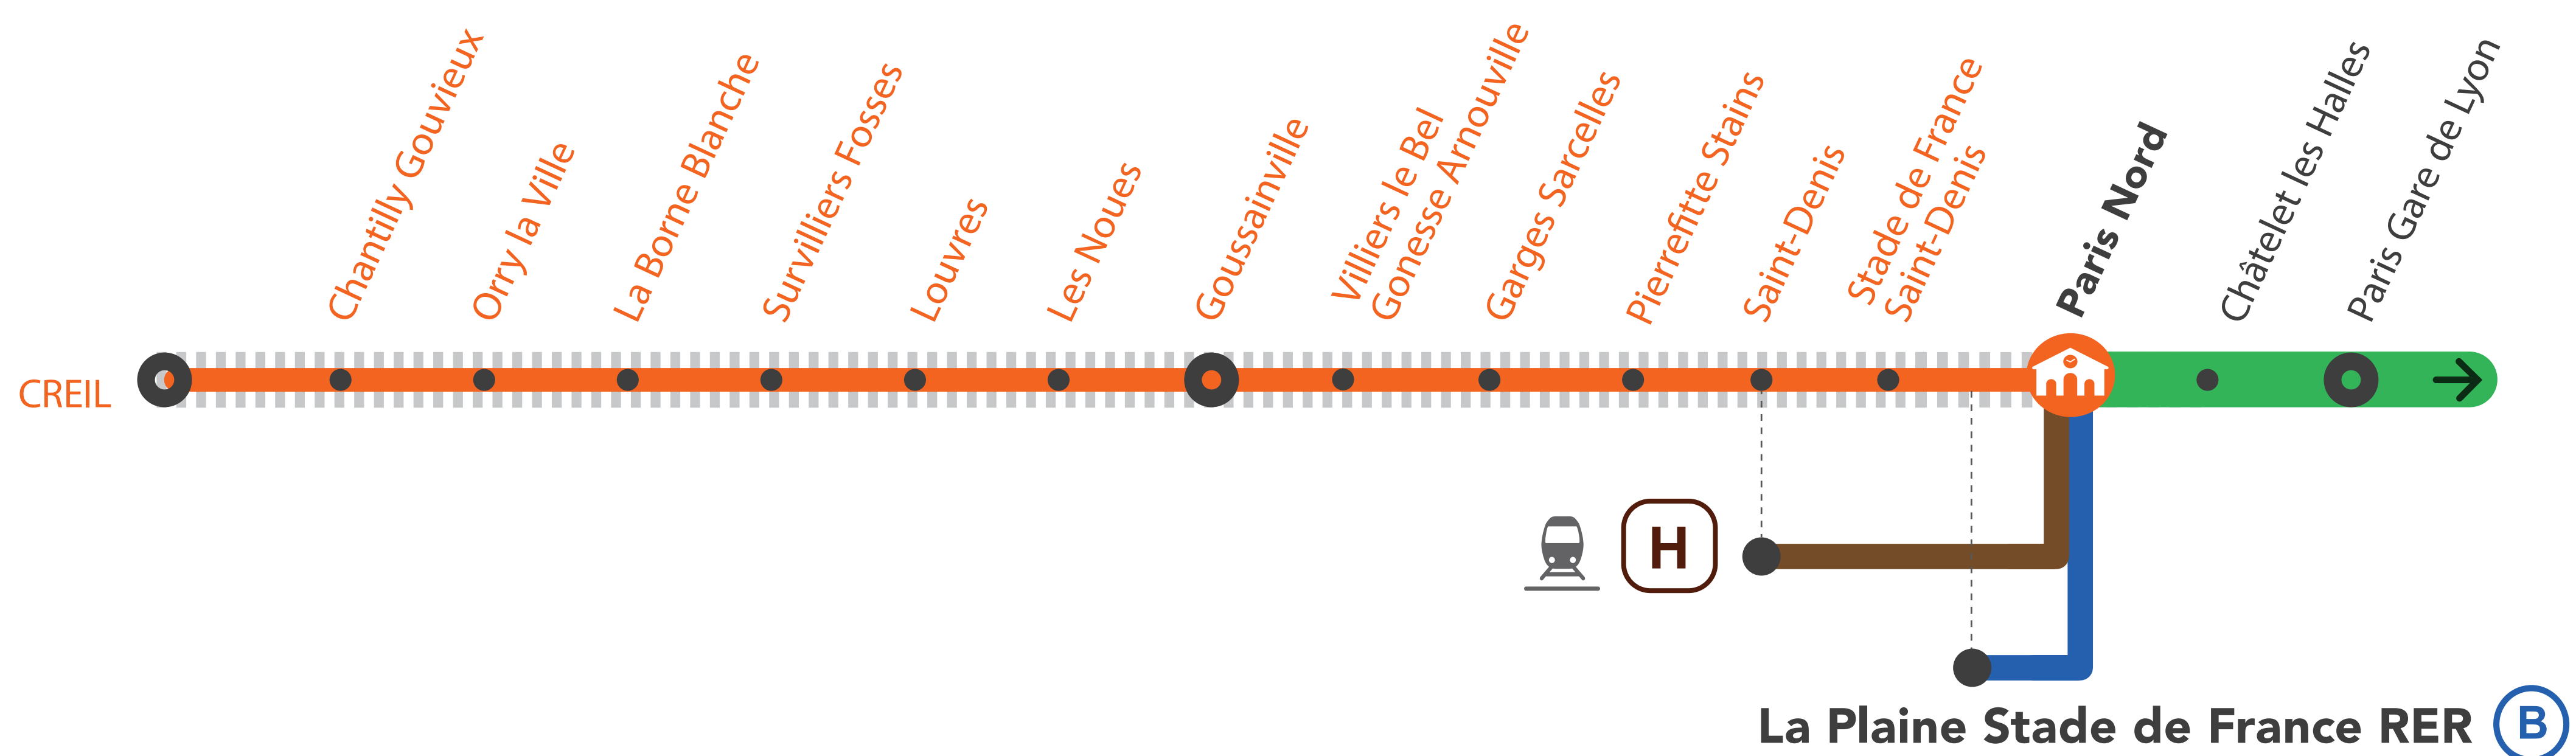 CREIL
Chantilly Gouvieux
Orry la Ville
La Borne Blanche
Survilliers Fosses
Louvres
Les Noues
Goussainville
Villiers le Bel
Gonesse Arnouville
Garges Sarcelles
Pierrefitte Stains
Saint-Denis
Stade de France
Saint-Denis
Paris Nord
Châtelet les Halles
Paris Gare de Lyon
H
La Plaine Stade de France RER B